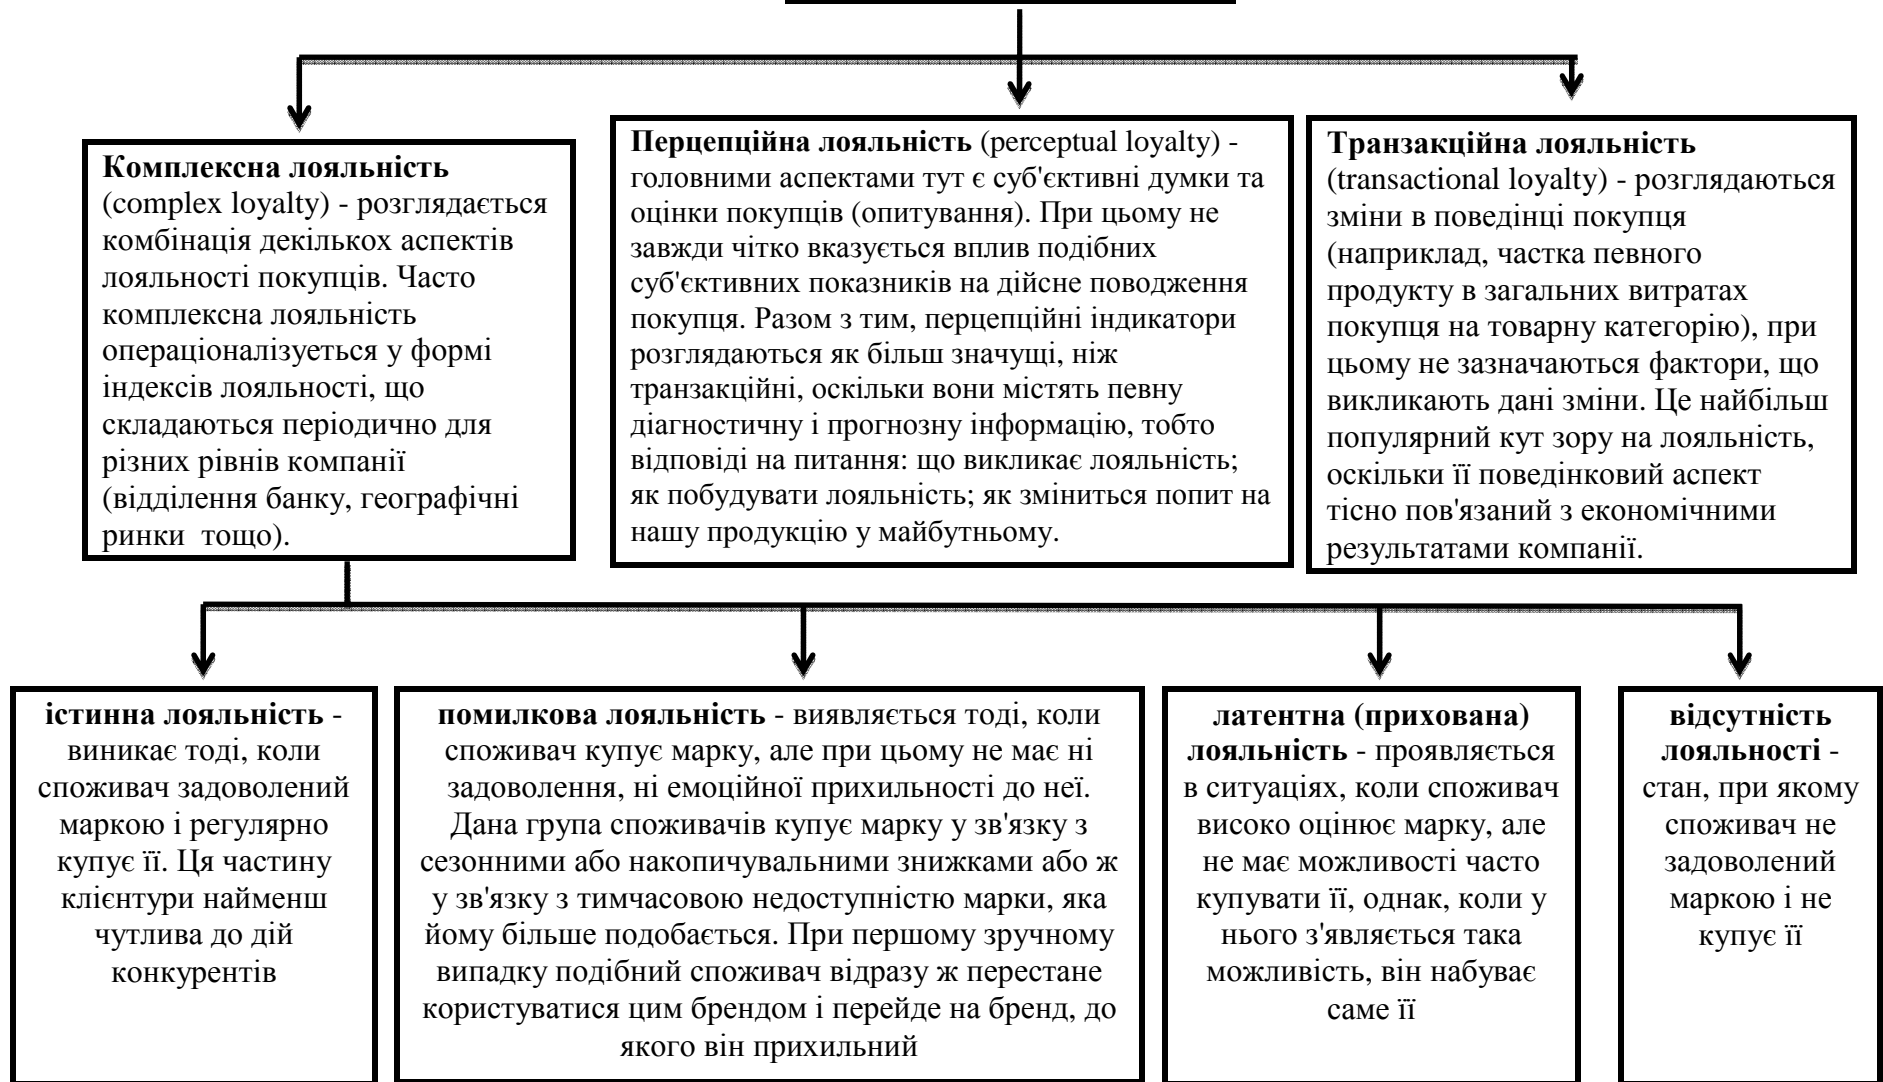 Комплексна лояльність
(complex loyalty) - розглядається
комбінація декількох аспектів
лояльності покупців. Часто
комплексна лояльність
операціоналізуеться у формі
індексів лояльності, що
складаються періодично для
різних рівнів компанії
(відділення банку, географічні
ринки  тощо).
Перцепційна лояльність (perceptual loyalty) -
головними аспектами тут є суб'єктивні думки та
оцінки покупців (опитування). При цьому не
завжди чітко вказується вплив подібних
суб'єктивних показників на дійсне поводження
покупця. Разом з тим, перцепційні індикатори
розглядаються як більш значущі, ніж
транзакційні, оскільки вони містять певну
діагностичну і прогнозну інформацію, тобто
відповіді на питання: що викликає лояльність;
як побудувати лояльність; як зміниться попит на
нашу продукцію у майбутньому.
Транзакційна лояльність
(transactional loyalty) - розглядаються
зміни в поведінці покупця
(наприклад, частка певного
продукту в загальних витратах
покупця на товарну категорію), при
цьому не зазначаються фактори, що
викликають дані зміни. Це найбільш
популярний кут зору на лояльність,
оскільки її поведінковий аспект
тісно пов'язаний з економічними
результатами компанії.
істинна лояльність -
виникає тоді, коли
споживач задоволений
маркою і регулярно
купує її. Ця частину
клієнтури найменш
чутлива до дій
конкурентів
помилкова лояльність - виявляється тоді, коли
споживач купує марку, але при цьому не має ні
задоволення, ні емоційної прихильності до неї.
Дана група споживачів купує марку у зв'язку з
сезонними або накопичувальними знижками або ж
у зв'язку з тимчасовою недоступністю марки, яка
йому більше подобається. При першому зручному
випадку подібний споживач відразу ж перестане
користуватися цим брендом і перейде на бренд, до
якого він прихильний
латентна (прихована)
лояльність - проявляється
в ситуаціях, коли споживач
високо оцінює марку, але
не має можливості часто
купувати її, однак, коли у
нього з'являється така
можливість, він набуває
саме її
відсутність
лояльності -
стан, при якому
споживач не
задоволений
маркою і не
купує її